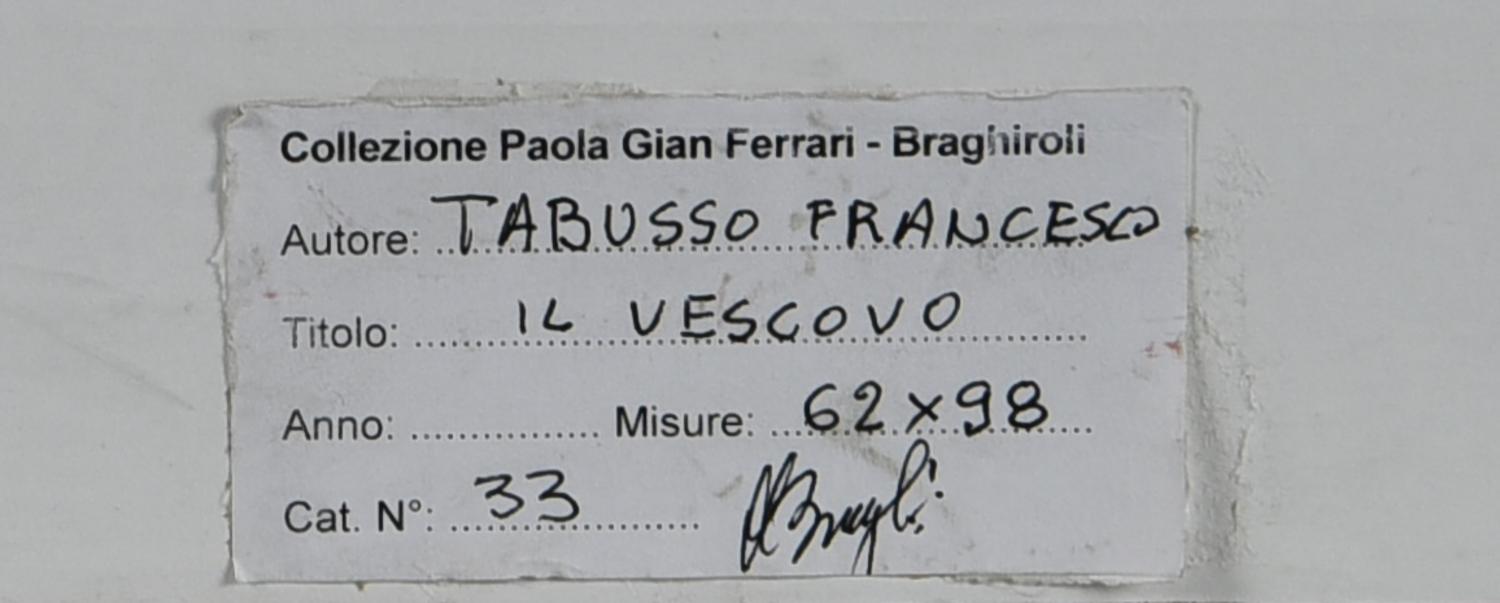 Collezione Paola Gian Ferrari - Braghiroli
Autore: TABUSSO FRANCESCO
Titolo: IL VESCOVO
Anno: ............... Misure: 62x98
Cat. N°: 33